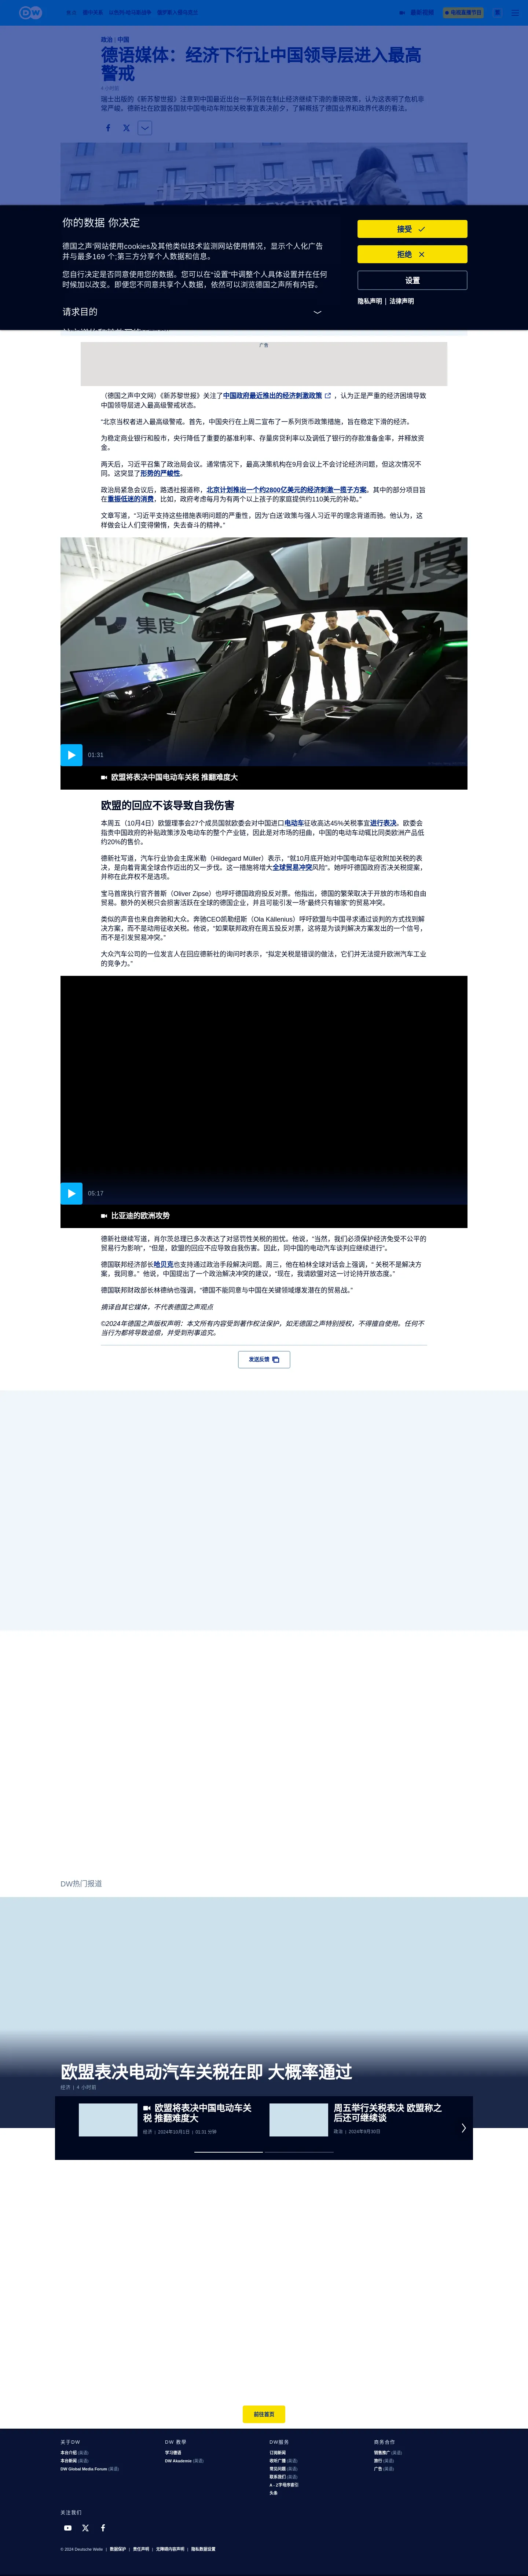 DW
政治 | 中国
德语媒体：经济下行让中国领导层进入最高
警戒
4 小时前
瑞士出版的《新苏黎世报》注意到中国最近出台一系列旨在制止经济继续下滑的重磅政策，认为这表明了危机非
常严峻。德新社在欧盟各国就中国电动车附加关税事宜表决前夕，了解概括了德国业界和政界代表的看法。
北京证券交易所
你的数据 你决定
德国之声'网站使用cookies及其他类似技术监测网站使用情况，显示个人化广告
并与最多169 个;第三方分享个人数据和信息。
您自行决定是否同意使用您的数据。您可以在“设置”中调整个人具体设置并在任何
时候加以改变。即便您不同意共享个人数据，依然可以浏览德国之声所有内容。
请求目的
接受
拒绝
设置
隐私声明 | 法律声明
广告
（德国之声中文网）《新苏黎世报》关注了中国政府最近推出的经济刺激政策 ，认为正是严重的经济困境导致
中国领导层进入最高级警戒状态。
“北京当权者进入最高级警戒。首先，中国央行在上周二宣布了一系列货币政策措施，旨在稳定下滑的经济。
为稳定商业银行和股市，央行降低了重要的基准利率、存量房贷利率以及调低了银行的存款准备金率，并释放资
金。
两天后，习近平召集了政治局会议。通常情况下，最高决策机构在9月会议上不会讨论经济问题，但这次情况不
同。这突显了形势的严峻性。
政治局紧急会议后，路透社报道称，北京计划推出一个约2800亿美元的经济刺激一揽子方案。其中的部分项目旨
在重振低迷的消费，比如，政府考虑每月为有两个以上孩子的家庭提供约110美元的补助。”
文章写道，“习近平支持这些措施表明问题的严重性，因为‘白送’政策与强人习近平的理念背道而驰。他认为，这
样做会让人们变得懒惰，失去奋斗的精神。”
集度
集度
01:31
欧盟将表决中国电动车关税 推翻难度大
欧盟的回应不该导致自我伤害
本周五（10月4日）欧盟理事会27个成员国就欧委会对中国进口电动车征收高达45%关税事宜进行表决。欧委会
指责中国政府的补贴政策涉及电动车的整个产业链，因此是对市场的扭曲，中国的电动车动辄比同类欧洲产品低
约20%的售价。
德新社写道，汽车行业协会主席米勒（Hildegard Müller）表示，“就10月底开始对中国电动车征收附加关税的表
决，是向着背离全球合作迈出的又一步伐。这一措施将增大全球贸易冲突风险”。她呼吁德国政府否决关税提案，
并称在此弃权不是选项。
宝马首席执行官齐普斯（Oliver Zipse）也呼吁德国政府投反对票。他指出，德国的繁荣取决于开放的市场和自由
贸易。额外的关税只会损害活跃在全球的德国企业，并且可能引发一场“最终只有输家”的贸易冲突。
类似的声音也来自奔驰和大众。奔驰CEO凯勒纽斯（Ola Källenius）呼吁欧盟与中国寻求通过谈判的方式找到解
决方案，而不是动用征收关税。他说，“如果联邦政府在周五投反对票，这将是为谈判解决方案发出的一个信号，
而不是引发贸易冲突。”
大众汽车公司的一位发言人在回应德新社的询问时表示，“拟定关税是错误的做法，它们并无法提升欧洲汽车工业
的竞争力。”
05:17
比亚迪的欧洲攻势
德新社继续写道，肖尔茨总理已多次表达了对惩罚性关税的担忧。他说，“当然，我们必须保护经济免受不公平的
贸易行为影响”，“但是，欧盟的回应不应导致自我伤害。因此，同中国的电动汽车谈判应继续进行”。
德国联邦经济部长哈贝克也支持通过政治手段解决问题。周三，他在柏林全球对话会上强调，“ 关税不是解决方
案，我同意。” 他说，中国提出了一个政治解决冲突的建议，“现在，我请欧盟对这一讨论持开放态度。”
德国联邦财政部长林德纳也强调，“德国不能同意与中国在关键领域爆发潜在的贸易战。”
摘译自其它媒体，不代表德国之声观点
©2024年德国之声版权声明：本文所有内容受到著作权法保护，如无德国之声特别授权，不得擅自使用。任何不
当行为都将导致追偿，并受到刑事追究。
发送反馈
DW热门报道
欧盟表决电动汽车关税在即 大概率通过
经济 | 4 小时前
欧盟将表决中国电动车关
税 推翻难度大
经济 | 2024年10月1日 | 01:31 分钟
周五举行关税表决 欧盟称之
后还可继续谈
政治 | 2024年9月30日
前往首页
关于DW
本台介绍 (英语)
本台新闻 (英语)
DW Global Media Forum (英语)
DW 教學
学习德语
DW Akademie (英语)
DW服务
订阅新闻
收听广播 (英语)
常见问题 (英语)
联系我们 (英语)
A - Z字母序索引
头条
商务合作
销售推广 (英语)
旅行 (英语)
广告 (英语)
关注我们
© 2024 Deutsche Welle | 数据保护 | 责任声明 | 无障碍内容声明 | 隐私数据设置